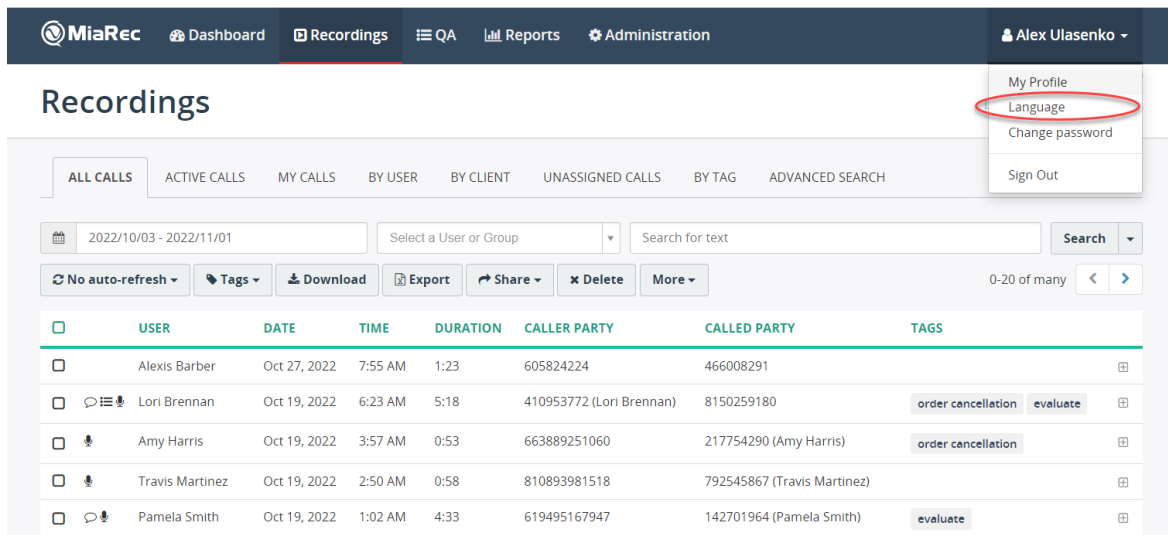 MiaRec Dashboard Recordings QA Reports Administration Alex Ulasenko
My Profile
Language
Change password
Sign Out
Recordings
ALL CALLS ACTIVE CALLS MY CALLS BY USER BY CLIENT UNASSIGNED CALLS BY TAG ADVANCED SEARCH
2022/10/03 - 2022/11/01 Select a User or Group Search for text Search
No auto-refresh Tags Download Export Share Delete More 0-20 of many
USER DATE TIME DURATION CALLER PARTY CALLED PARTY TAGS
Alexis Barber Oct 27, 2022 7:55 AM 1:23 605824224 466008291
Lori Brennan Oct 19, 2022 6:23 AM 5:18 410953772 (Lori Brennan) 8150259180 order cancellation evaluate
Amy Harris Oct 19, 2022 3:57 AM 0:53 663889251060 217754290 (Amy Harris) order cancellation
Travis Martinez Oct 19, 2022 2:50 AM 0:58 810893981518 792545867 (Travis Martinez)
Pamela Smith Oct 19, 2022 1:02 AM 4:33 619495167947 142701964 (Pamela Smith) evaluate